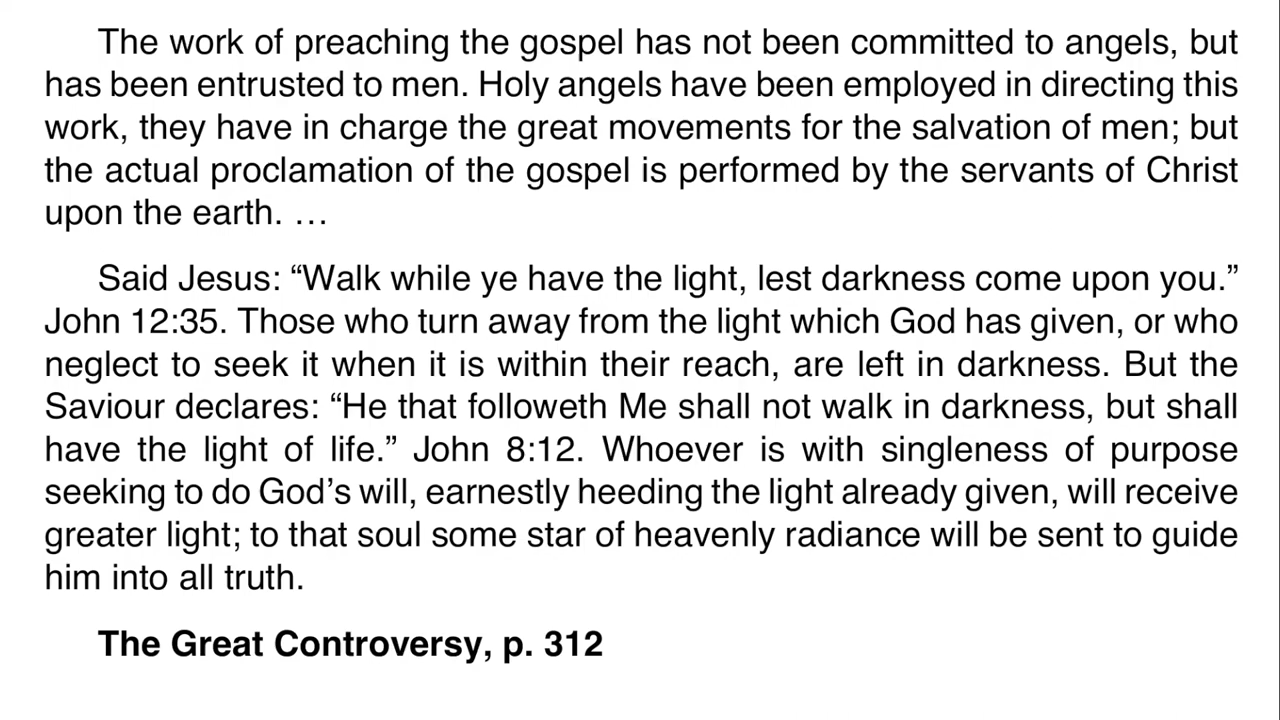 The work of preaching the gospel has not been committed to angels, but
has been entrusted to men. Holy angels have been employed in directing this
work, they have in charge the great movements for the salvation of men; but
the actual proclamation of the gospel is performed by the servants of Christ
upon the earth. …
Said Jesus: “Walk while ye have the light, lest darkness come upon you.”
John 12:35. Those who turn away from the light which God has given, or who
neglect to seek it when it is within their reach, are left in darkness. But the
Saviour declares: “He that followeth Me shall not walk in darkness, but shall
have the light of life.” John 8:12. Whoever is with singleness of purpose
seeking to do God’s will, earnestly heeding the light already given, will receive
greater light; to that soul some star of heavenly radiance will be sent to guide
him into all truth.
The Great Controversy, p. 312